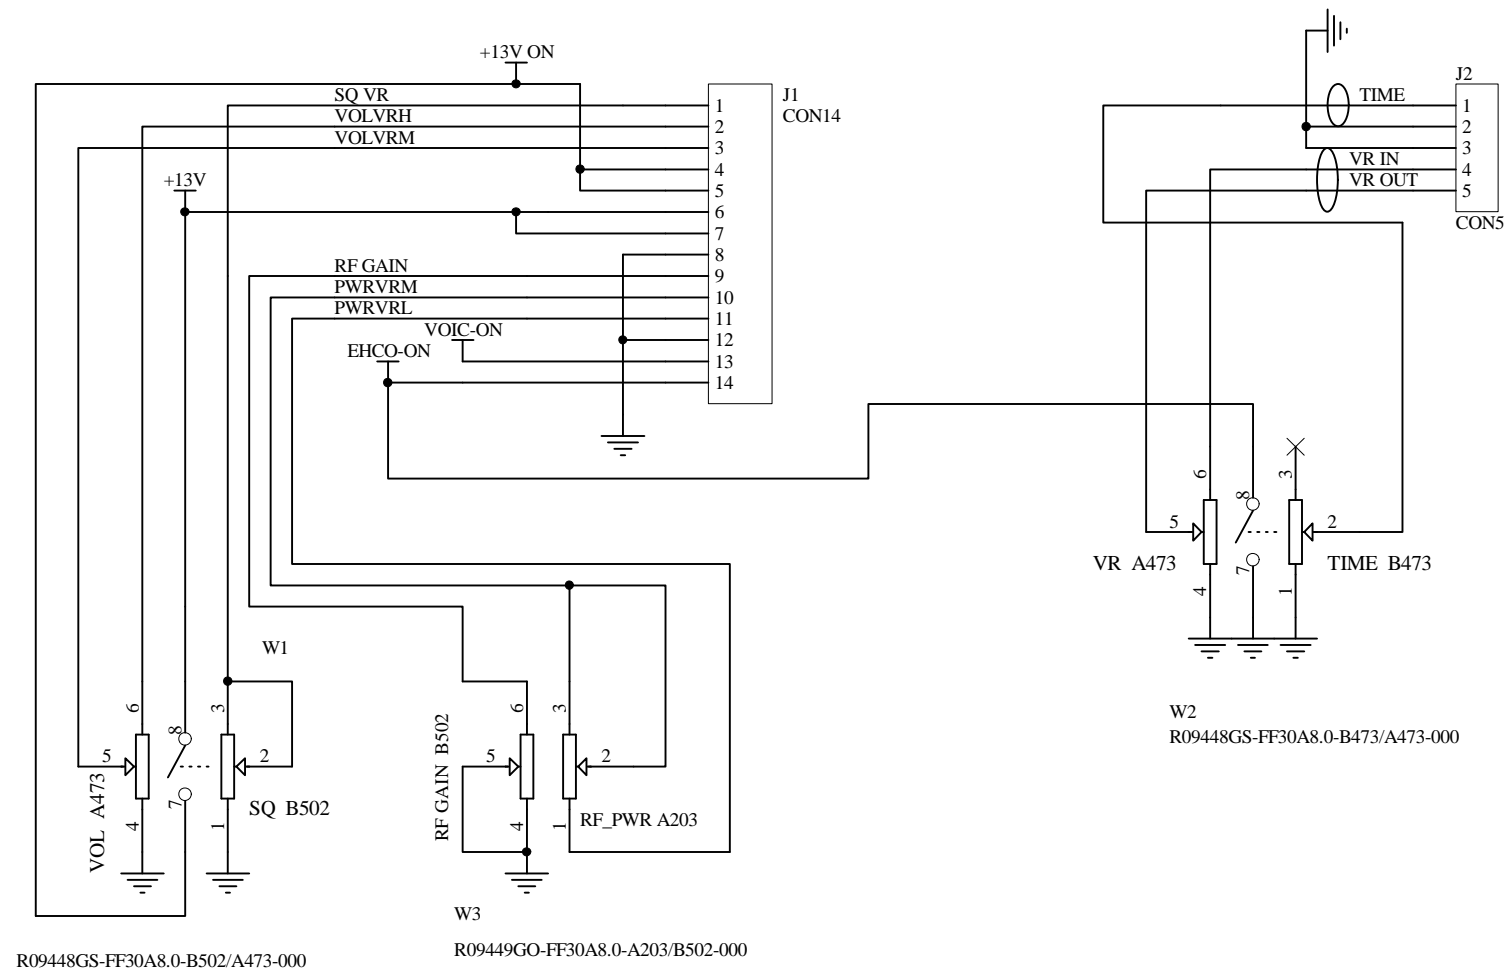 +13V ON
J1
CON14
SQ VR
VOLVRH
VOLVRM
+13V
RF GAIN
PWRVRM
PWRVRL
VOIC-ON
EHCO-ON
1
2
3
4
5
6
7
8
9
10
11
12
13
14
J2
TIME
VR IN
VR OUT
1
2
3
4
5
CON5
6
5
4
8
7
3
2
1
VR A473
TIME B473
W2
R09448GS-FF30A8.0-B473/A473-000
W1
6
5
4
8
7
3
2
1
VOL A473
SQ B502
R09448GS-FF30A8.0-B502/A473-000
6
5
4
3
2
1
RF GAIN B502
RF_PWR A203
W3
R09449GO-FF30A8.0-A203/B502-000